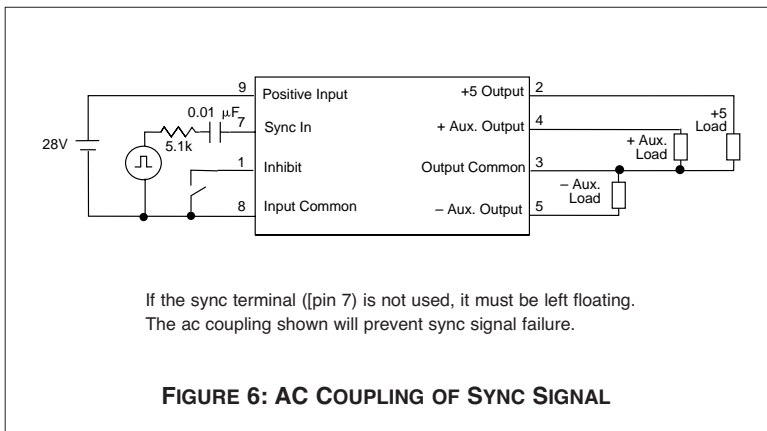 9 Positive Input +5 Output 2
0.01 μF
7 Sync In + Aux. Output 4
+5
Load
28V
5.1k
+ Aux.
Load
1 Inhibit Output Common 3
– Aux.
Load
8 Input Common – Aux. Output 5
If the sync terminal ([pin 7) is not used, it must be left floating.
The ac coupling shown will prevent sync signal failure.
FIGURE 6: AC COUPLING OF SYNC SIGNAL